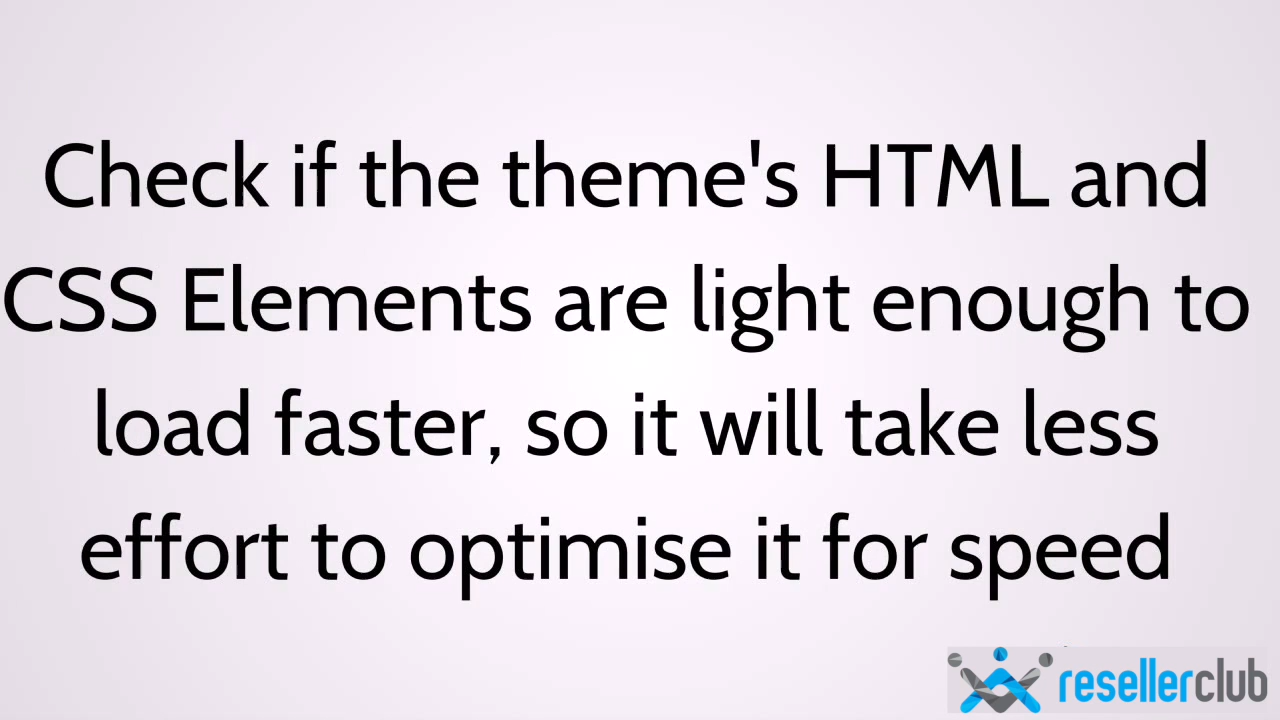 Check if the theme's HTML and
CSS Elements are light enough to
load faster, so it will take less
effort to optimise it for speed
resellerclub